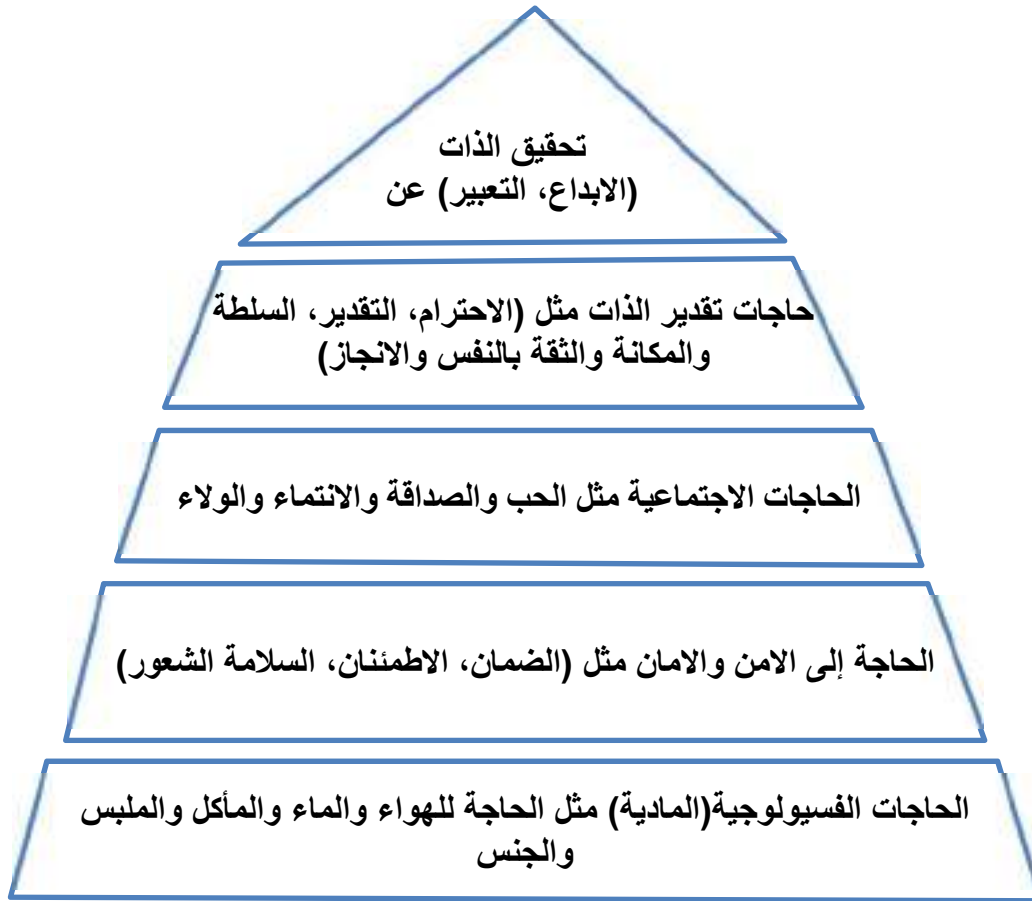 تحقيق الذات
(الابداع، التعبير) عن
حاجات تقدير الذات مثل (الاحترام، التقدير، السلطة
والمكانة والثقة بالنفس والانجاز)
الحاجات الاجتماعية مثل الحب والصداقة والانتماء والولاء
الحاجة إلى الامن والامان مثل (الضمان، الاطمئنان، السلامة الشعور)
الحاجات الفسيولوجية(المادية) مثل الحاجة للهواء والماء والمأكل والملبس
والجنس